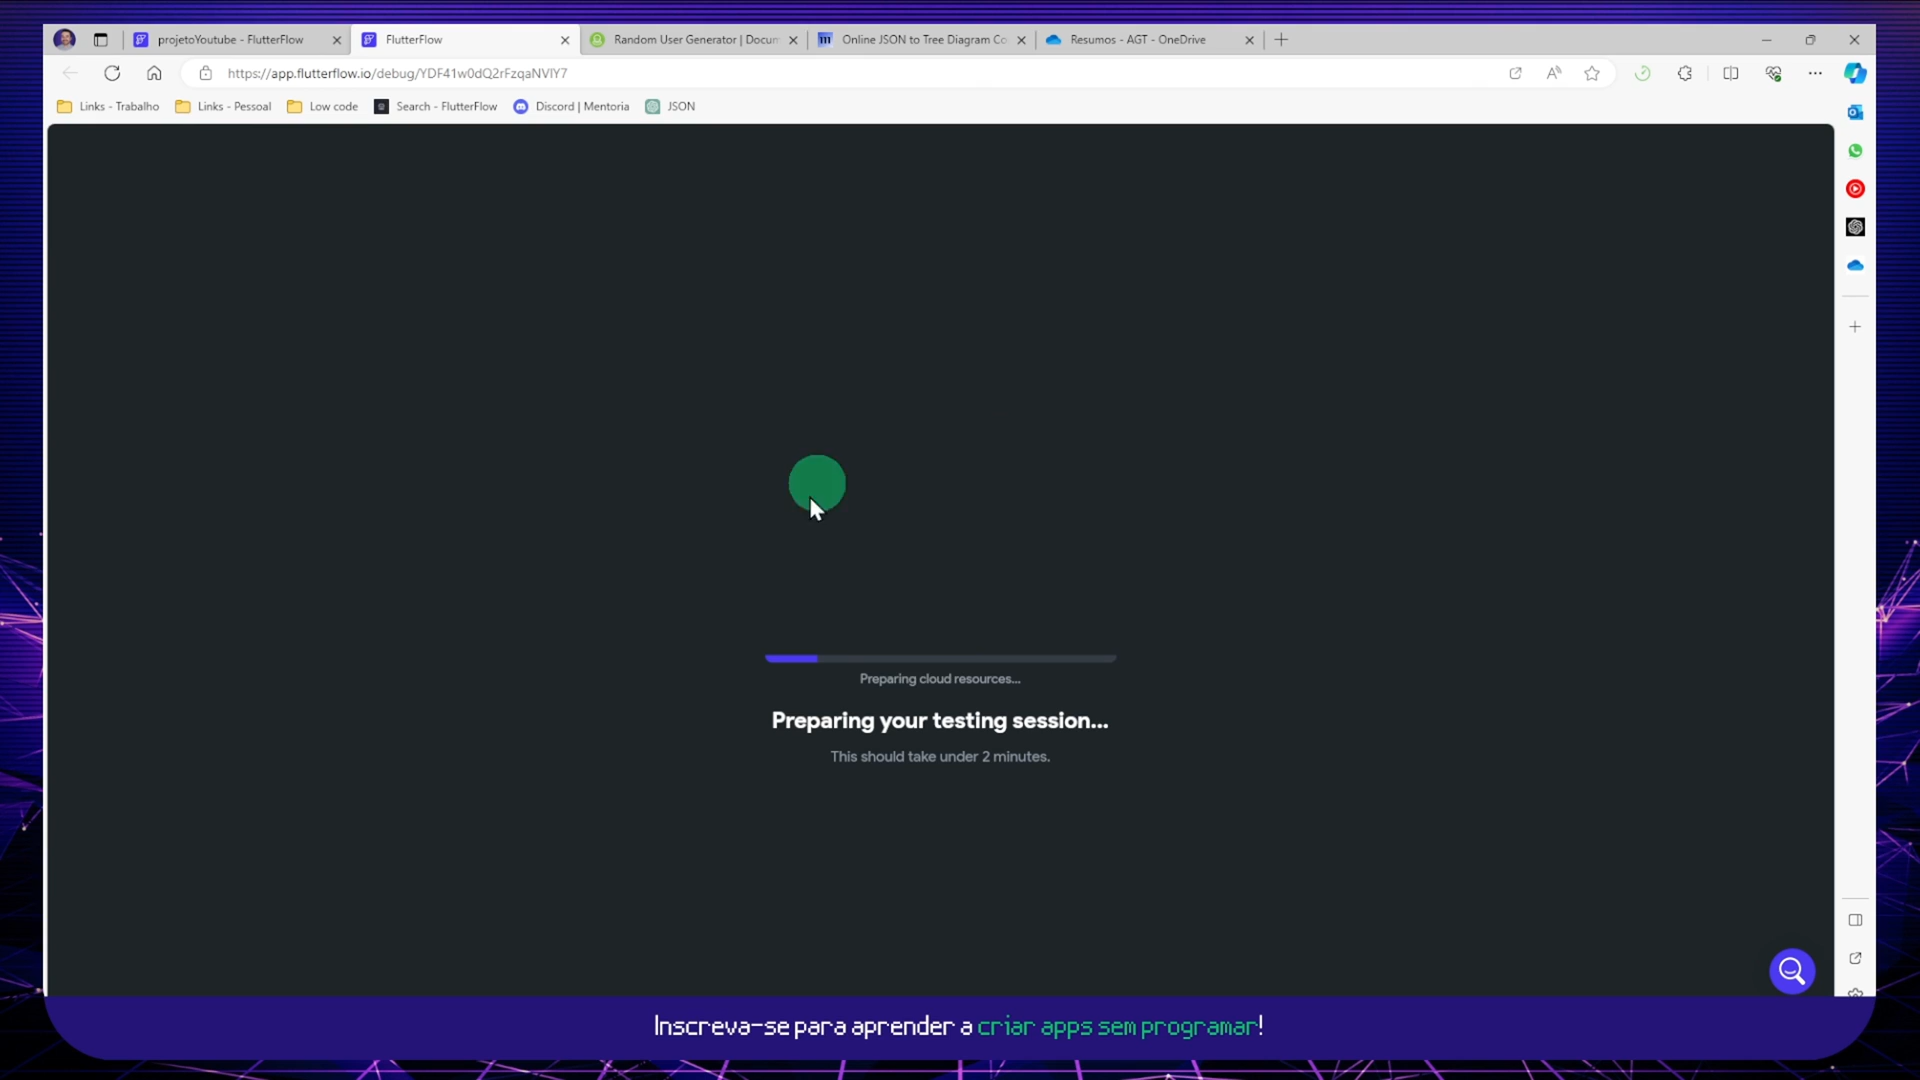 projetoYoutube - FlutterFlow
FlutterFlow
Random User Generator | Docum
Online JSON to Tree Diagram Co
Resumos - AGT - OneDrive
https://app.flutterflow.io/debug/YDF41w0dQ2rFzqaNVIY7
Links - Trabalho
Links - Pessoal
Low code
Search - FlutterFlow
Discord | Mentoria
JSON
Preparing cloud resources...
Preparing your testing session...
This should take under 2 minutes.
Inscreva-se para aprender a criar apps sem programar!